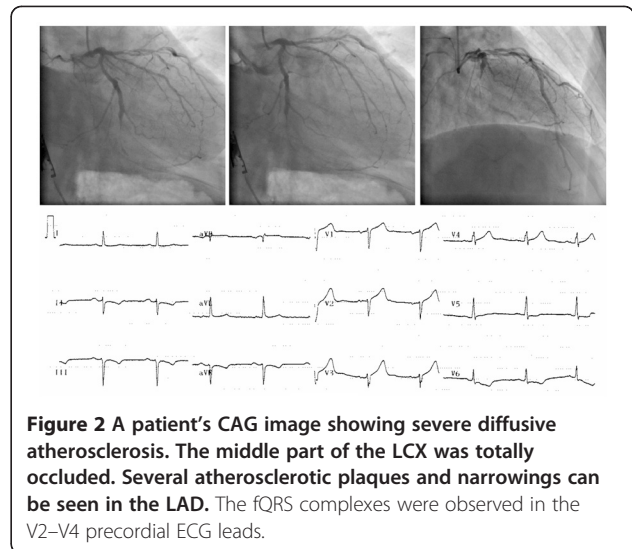 I
aVR
V1
V4
II
aVL
V2
V5
III
aVF
V3
V6
Figure 2 A patient's CAG image showing severe diffusive
atherosclerosis. The middle part of the LCX was totally
occluded. Several atherosclerotic plaques and narrowings can
be seen in the LAD. The fQRS complexes were observed in the
V2–V4 precordial ECG leads.